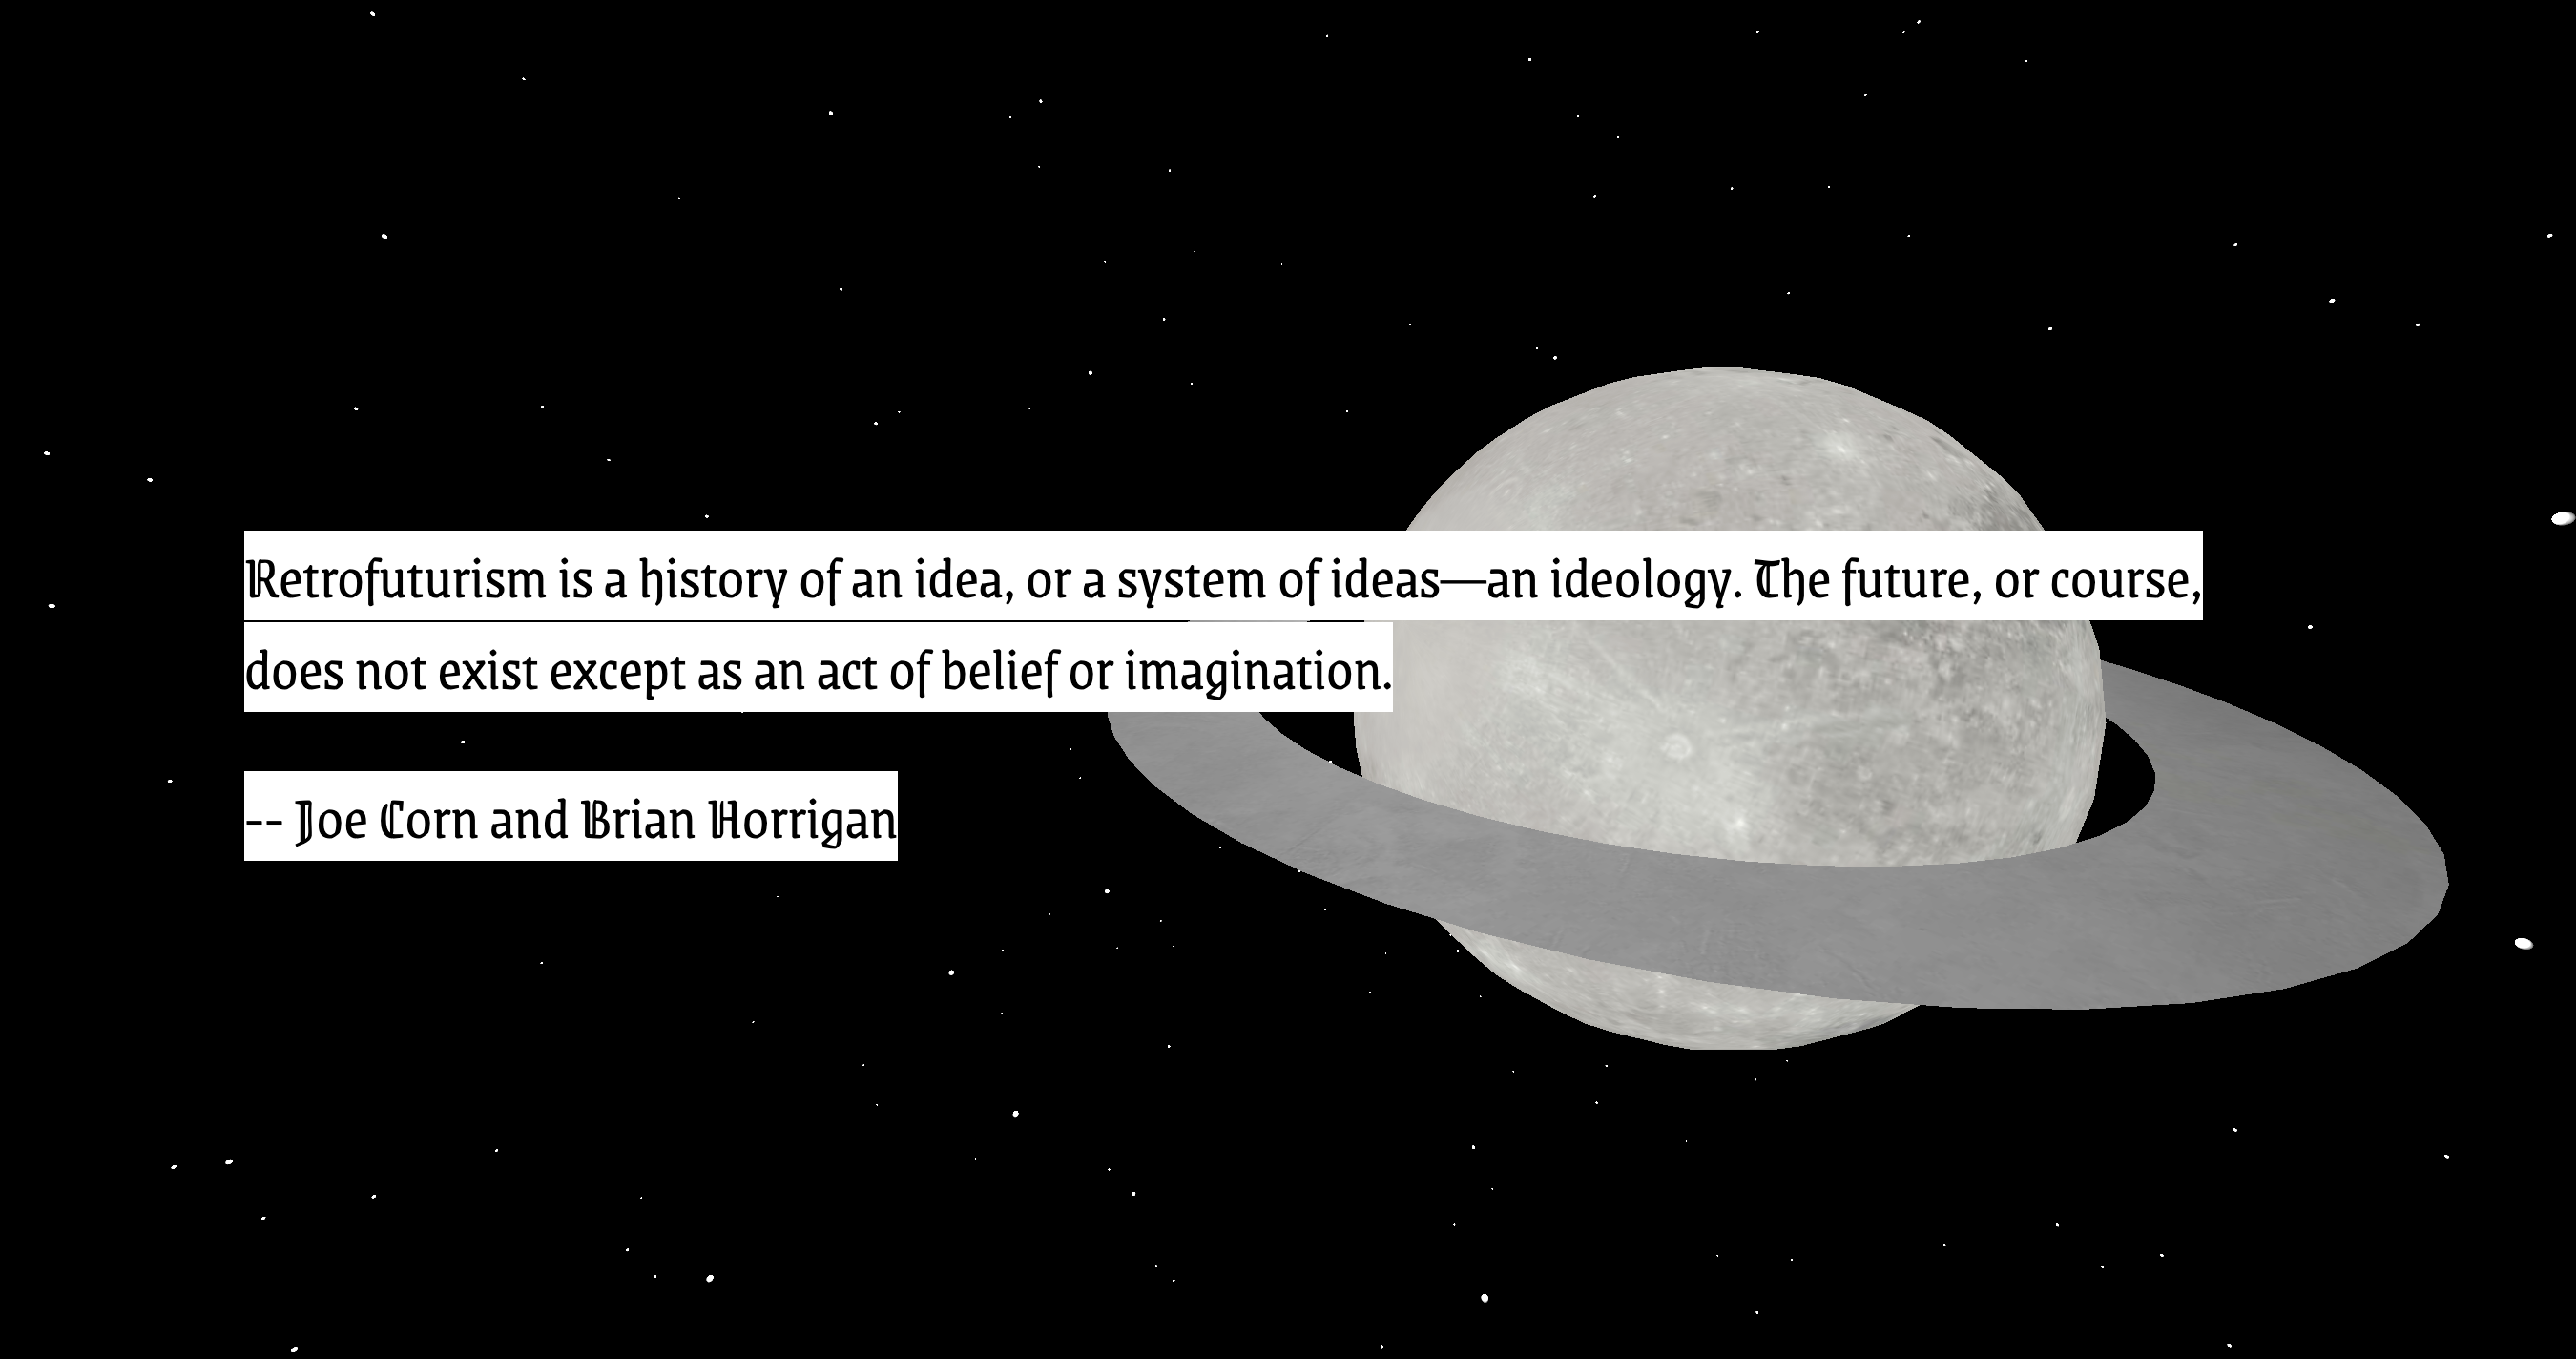 Retrofuturism is a history of an idea, or a system of ideas—an ideology. The future, or course,
does not exist except as an act of belief or imagination.
-- Joe Corn and Brian Horrigan